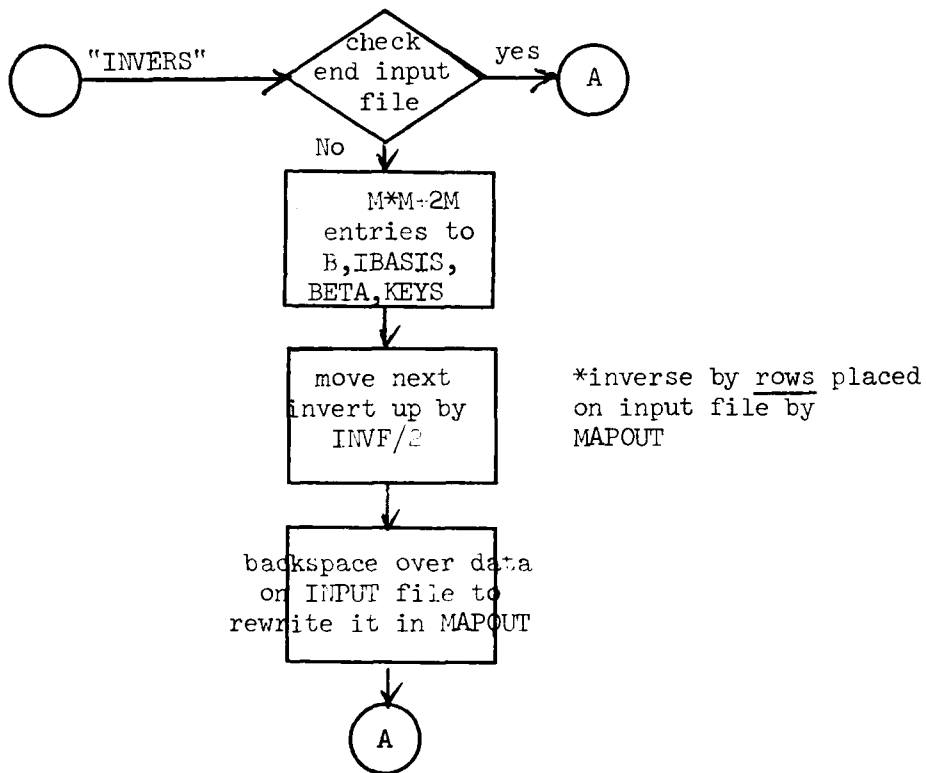 "INVERS"
check
end input
file
yes
A
No
M*M+2M
entries to
B,IBASIS,
BETA,KEYS
move next
invert up by
INVF/2
*inverse by rows placed
on input file by
MAPOUT
backspace over data
on INPUT file to
rewrite it in MAPOUT
A